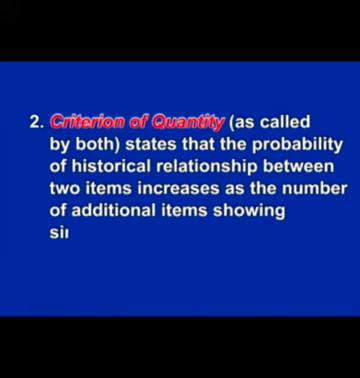 2. Criterion of Quantity (as called
by both) states that the probability
of historical relationship between
two items increases as the number
of additional items showing